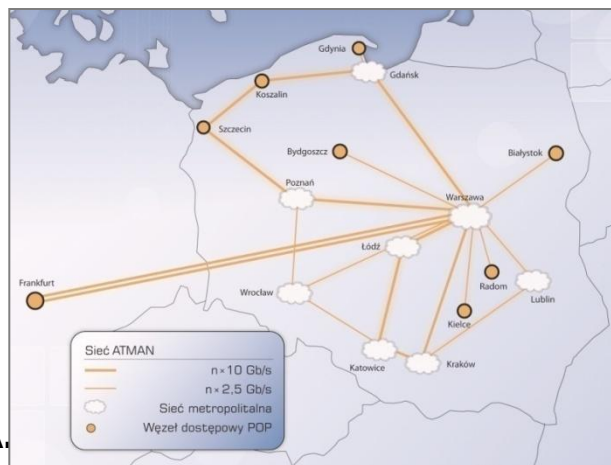 Gdynia
Gdańsk
Koszalin
Szczecin
Bydgoszcz
Białystok
Poznań
Warszawa
Łódź
Frankfurt
Wrocław
Radom
Lublin
Kielce
Katowice
Kraków
Sieć ATMAN
n×10 Gb/s
n×2,5 Gb/s
Sieć metropolitalna
Węzeł dostępowy POP